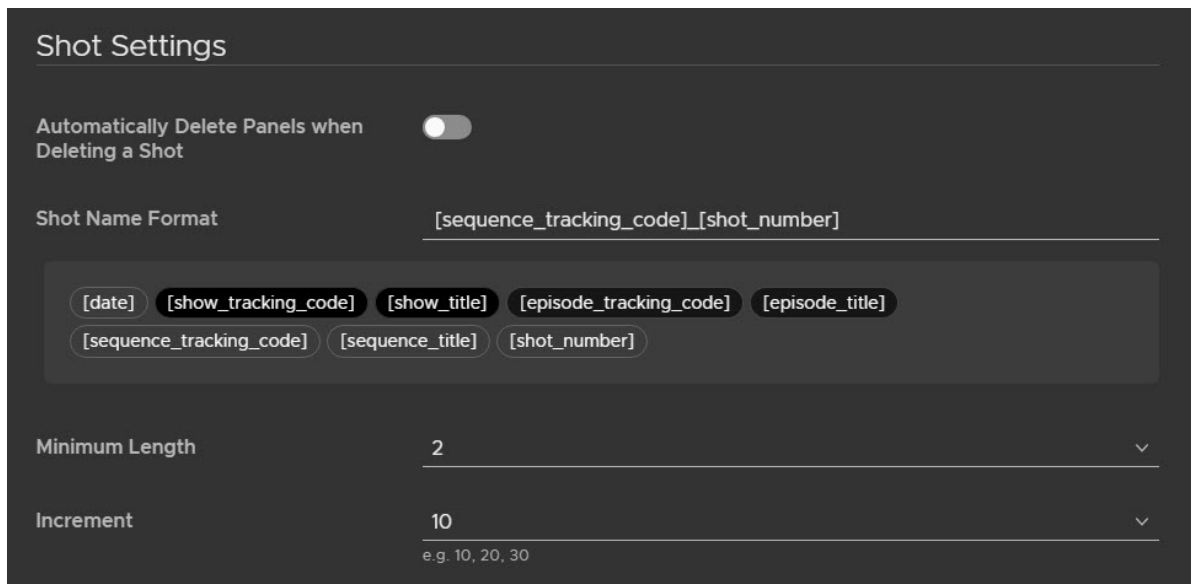 Shot Settings
Automatically Delete Panels when
Deleting a Shot
Shot Name Format
[sequence_tracking_code]_[shot_number]
[date] [show_tracking_code] [show_title] [episode_tracking_code] [episode_title]
[sequence_tracking_code] [sequence_title] [shot_number]
Minimum Length
2
Increment
10
e.g. 10, 20, 30